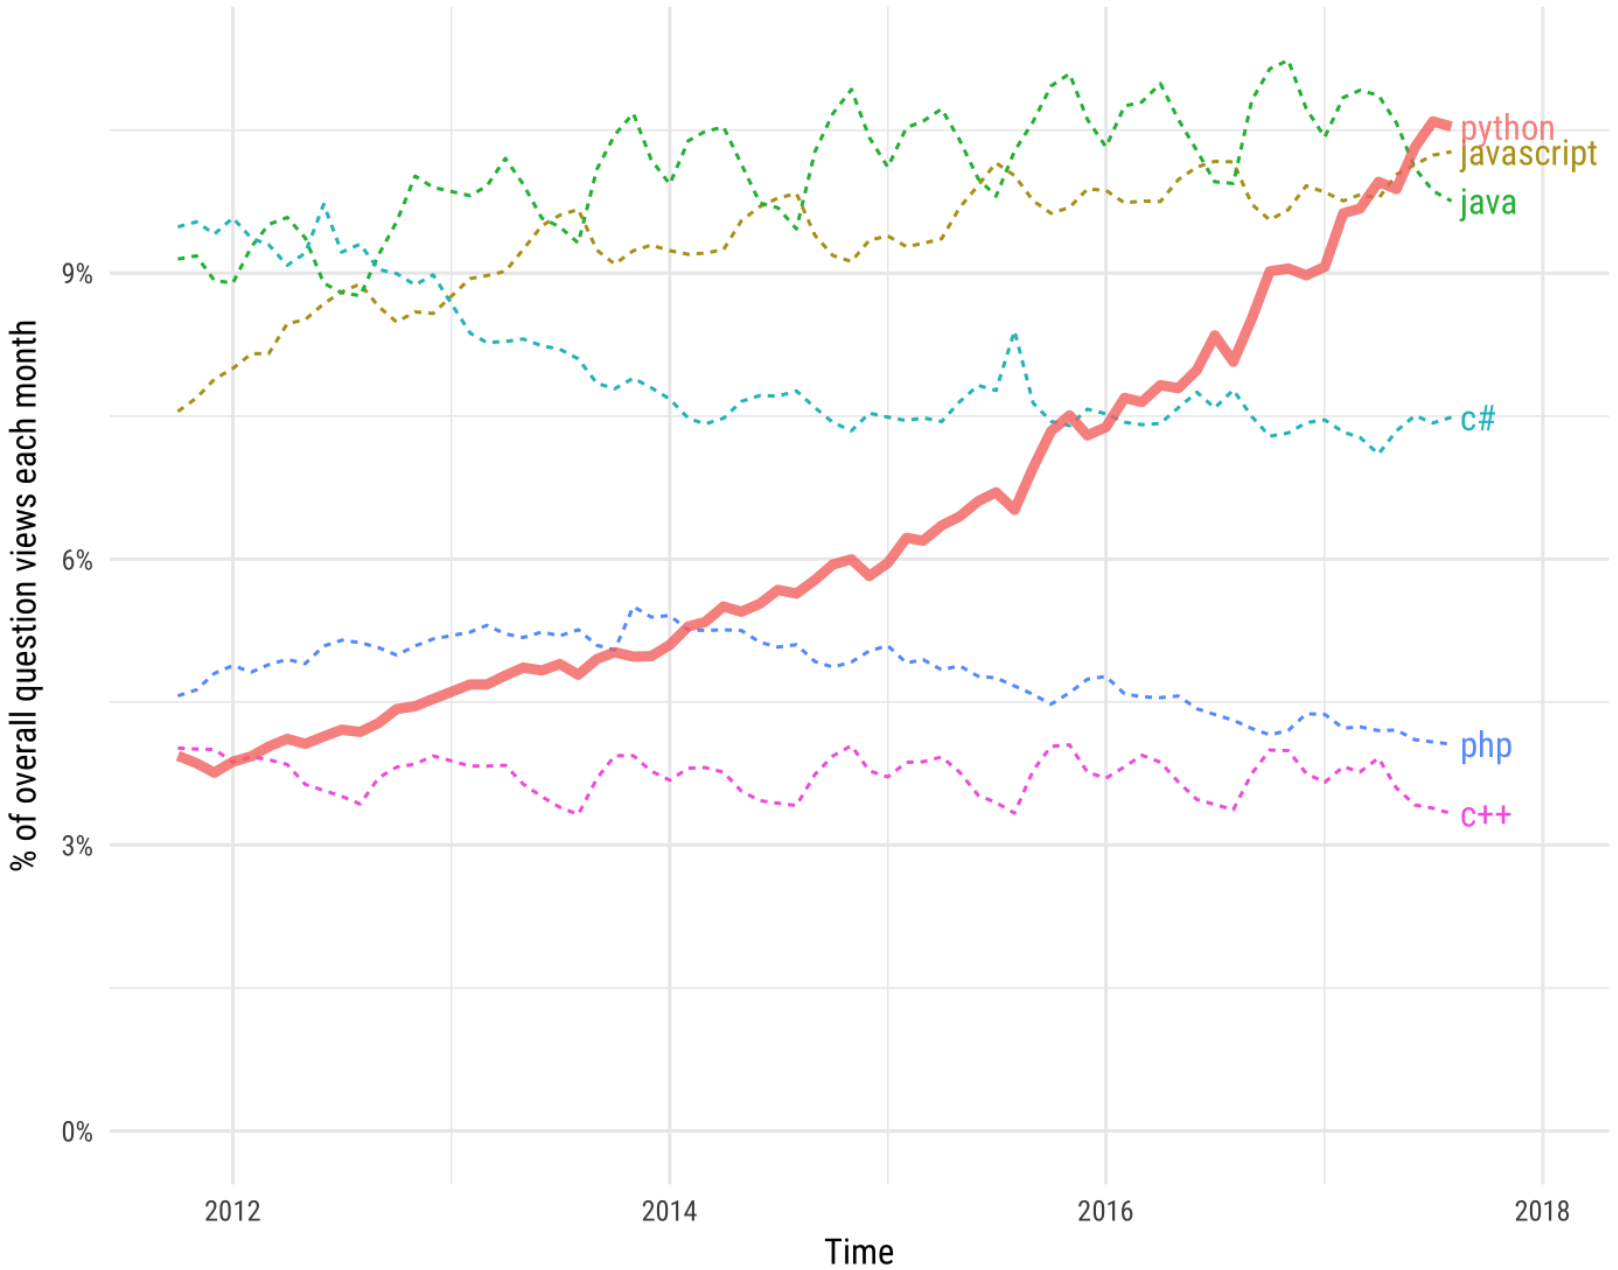 % of overall question views each month
9%
6%
3%
0%
python
javascript
java
c#
php
c++
2012 2014 2016 2018
Time